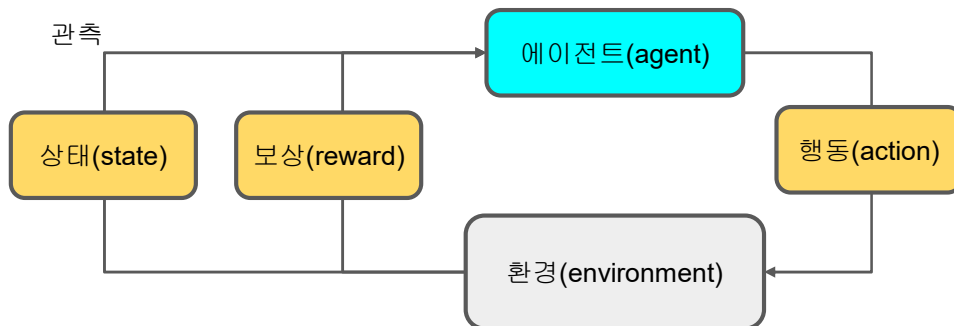 관측
에이전트(agent)
상태(state)
보상(reward)
행동(action)
환경(environment)